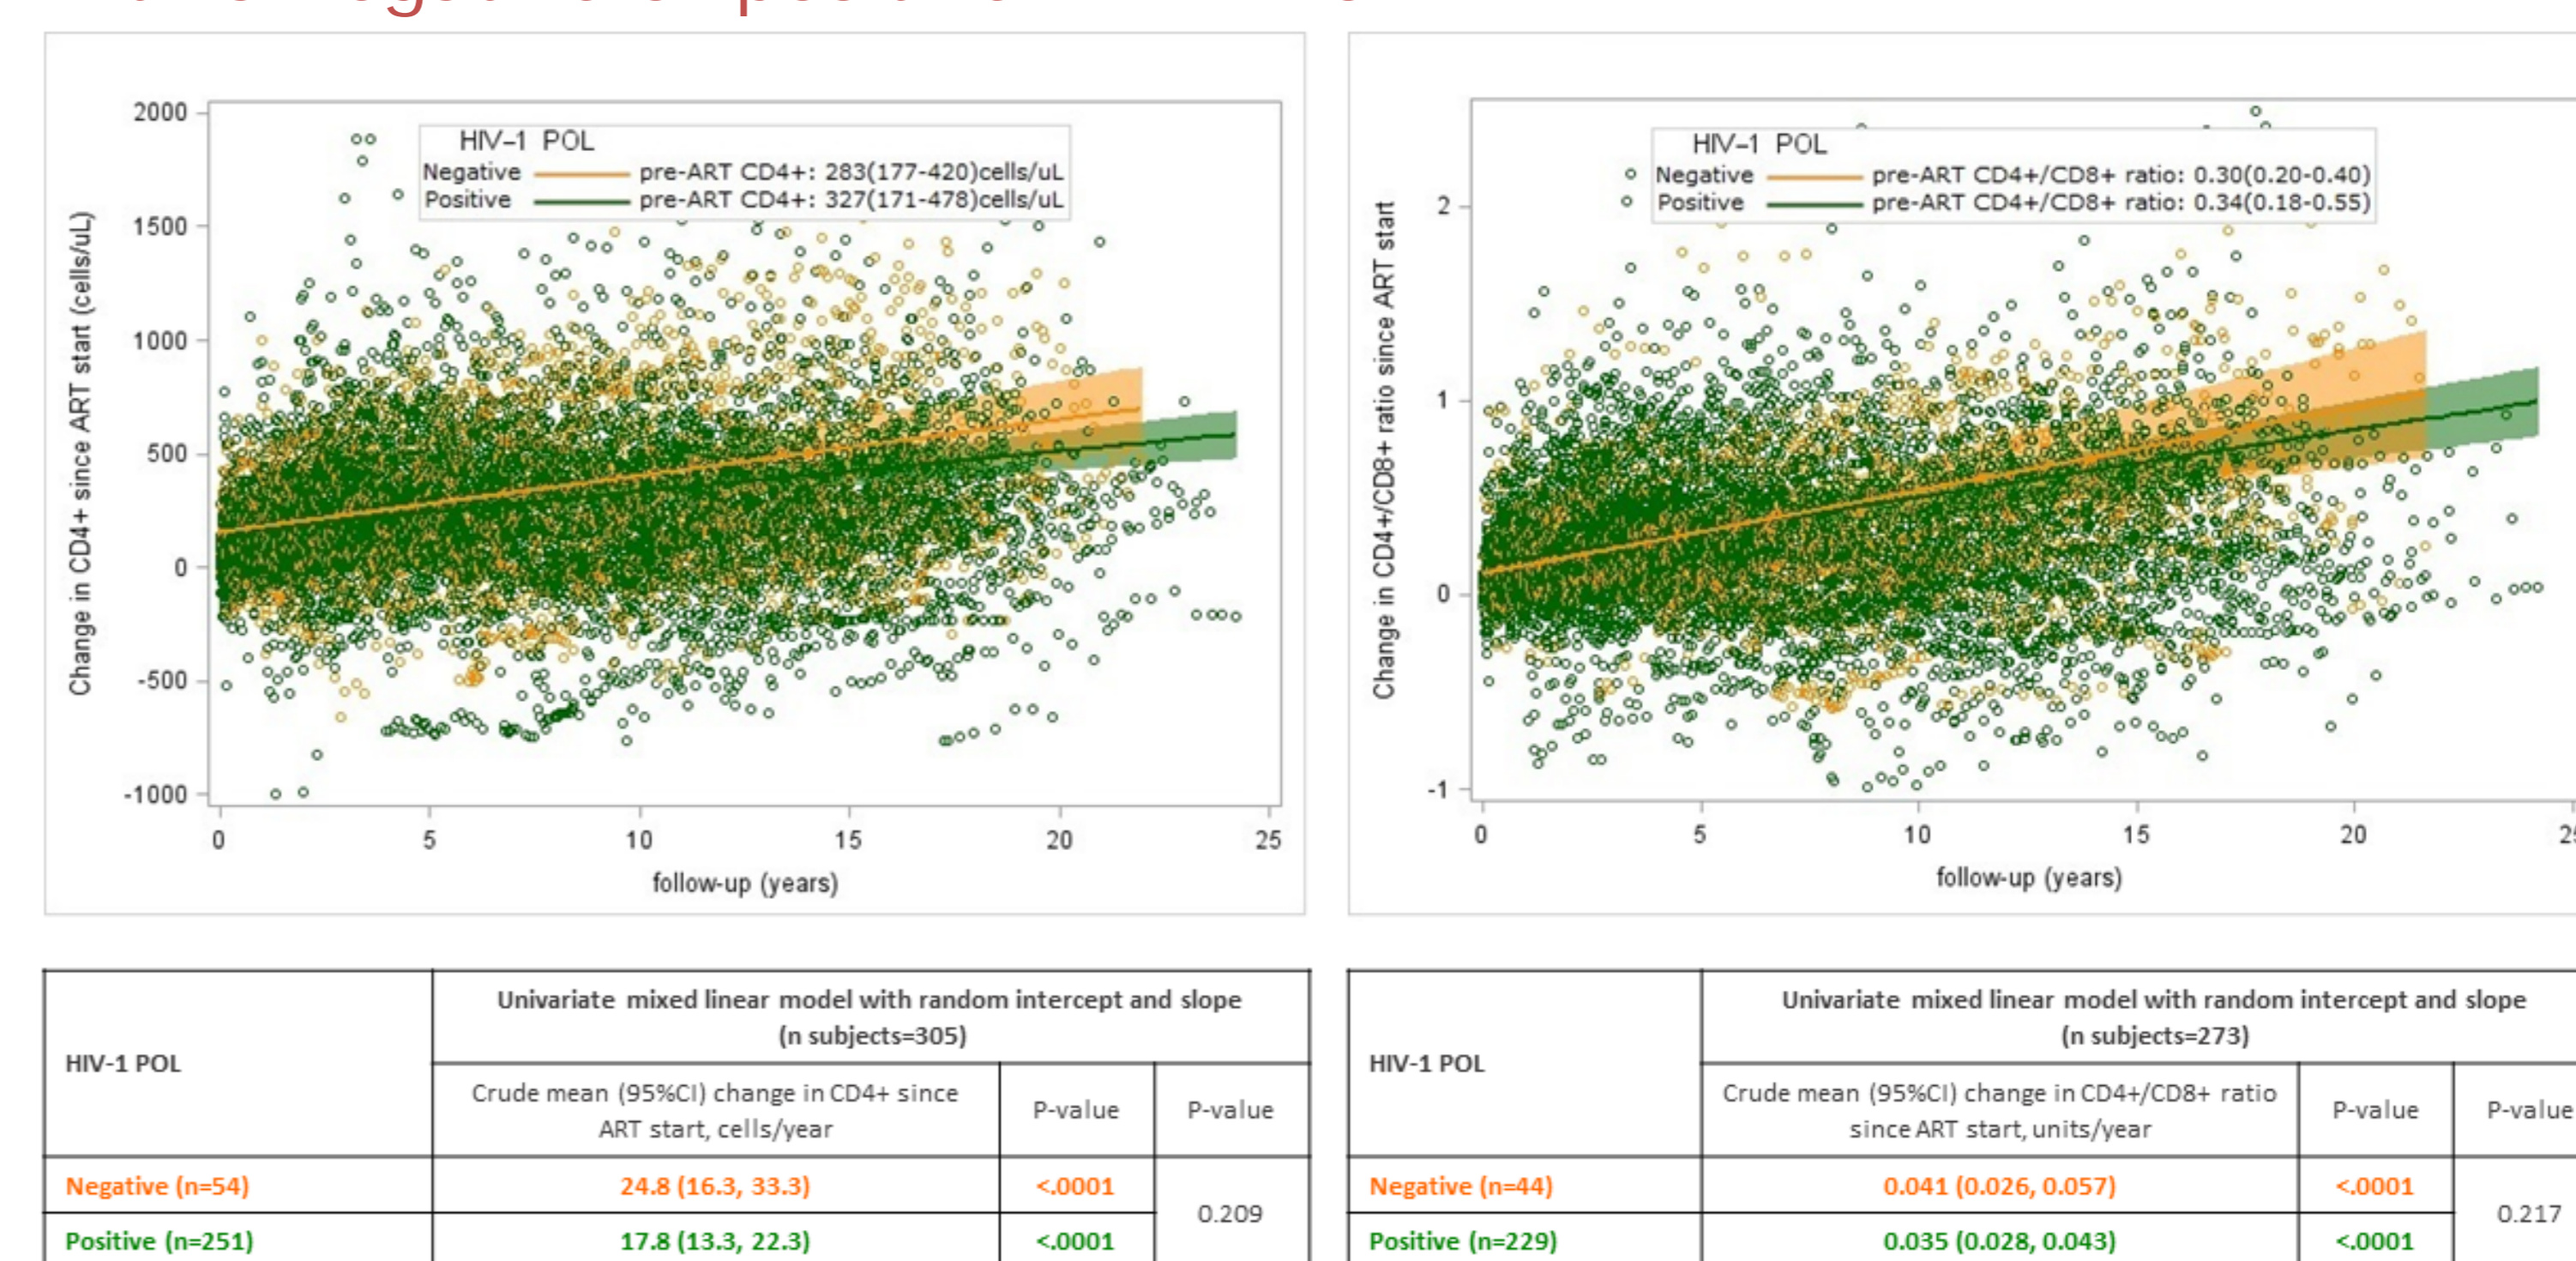 2000
1500
1000
500
0
-500
-1000
Change in CD4+ since ART start (cells/uL)
HIV-1 POL
Negative pre-ART CD4+: 283(177-420)cells/uL
Positive pre-ART CD4+: 327(171-478)cells/uL
0 5 10 15 20 25
follow-up (years)
2
1
0
-1
Change in CD4+/CD8+ ratio since ART start
HIV-1 POL
Negative pre-ART CD4+/CD8+ ratio: 0.30(0.20-0.40)
Positive pre-ART CD4+/CD8+ ratio: 0.34(0.18-0.55)
0 5 10 15 20
follow-up (years)
HIV-1 POL
Univariate mixed linear model with random intercept and slope
(n subjects=305)
Crude mean (95%CI) change in CD4+ since
ART start, cells/year
P-value
P-value
Negative (n=54) 24.8 (16.3, 33.3) <.0001
0.209
Positive (n=251) 17.8 (13.3, 22.3) <.0001
HIV-1 POL
Univariate mixed linear model with random intercept and slope
(n subjects=273)
Crude mean (95%CI) change in CD4+/CD8+ ratio
since ART start, units/year
P-value
P-value
Negative (n=44) 0.041 (0.026, 0.057) <.0001
0.217
Positive (n=229) 0.035 (0.028, 0.043) <.0001